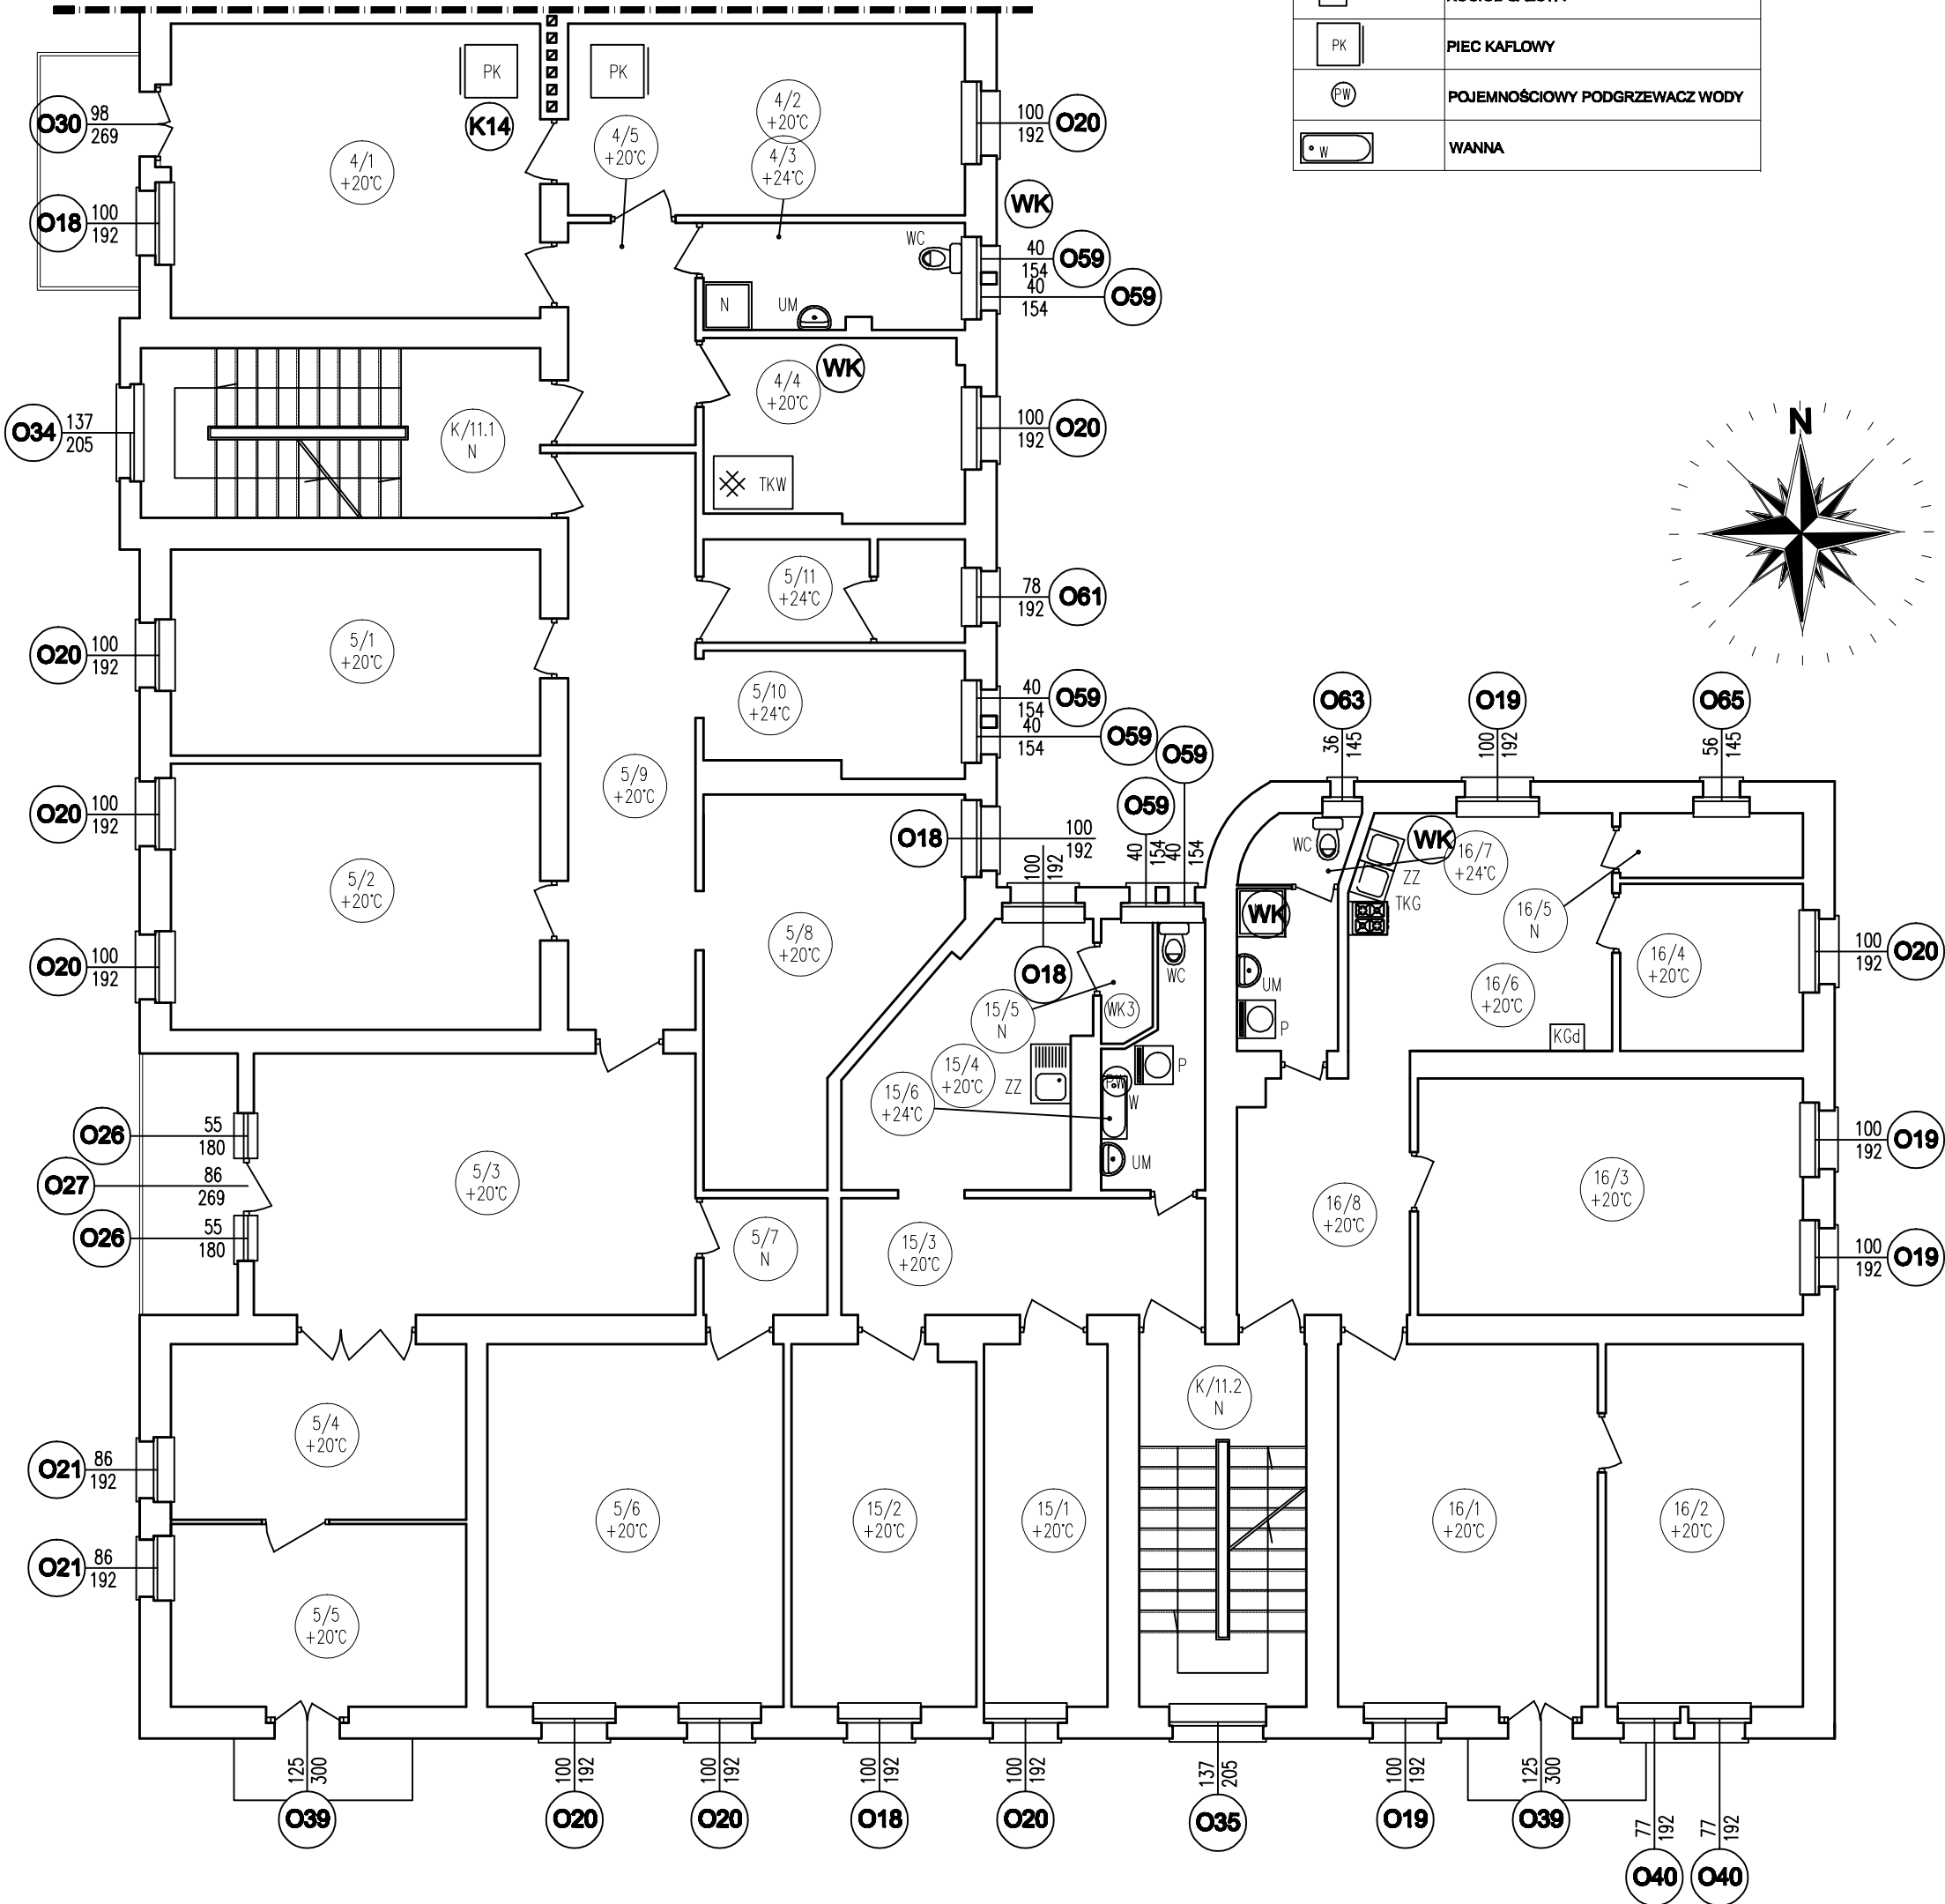 PK
PIEC KAFLOWY
PW
POJEMNOŚCIOWY PODGRZEWACZ WODY
W
WANNA
N
O30
98
269
O18
100
192
4/1
+20°C
PK
K14
PK
4/5
+20°C
4/2
+20°C
4/3
+24°C
100
192
O20
WK
WC
40
154
O59
40
154
O59
N
UM
WK
4/4
+20°C
100
192
O20
TKW
O34
137
205
K/11.1
N
5/11
+24°C
78
192
O61
O20
100
192
5/1
+20°C
5/10
+24°C
40
154
O59
40
154
O59
O59
O59
40
154
40
154
5/9
+20°C
O20
100
192
5/2
+20°C
O20
100
192
5/8
+20°C
O18
100
192
100
192
O18
O63
36
145
O19
100
192
O65
56
145
WC
WK
16/7
+24°C
ZZ
TKG
WK
16/5
N
UM
P
16/6
+20°C
KGd
16/4
+20°C
100
192
O20
WC
15/5
N
WK3
15/4
+20°C
15/6
+24°C
ZZ
P
PW
W
UM
O26
55
180
O27
86
269
O26
55
180
5/3
+20°C
5/7
N
15/3
+20°C
16/8
+20°C
16/3
+20°C
100
192
O19
100
192
O19
K/11.2
N
5/4
+20°C
O21
86
192
O21
86
192
5/5
+20°C
5/6
+20°C
15/2
+20°C
15/1
+20°C
16/1
+20°C
16/2
+20°C
125
300
O39
100
192
O20
100
192
O20
100
192
O18
100
192
O20
137
205
O35
100
192
O19
125
300
O39
77
192
O40
77
192
O40